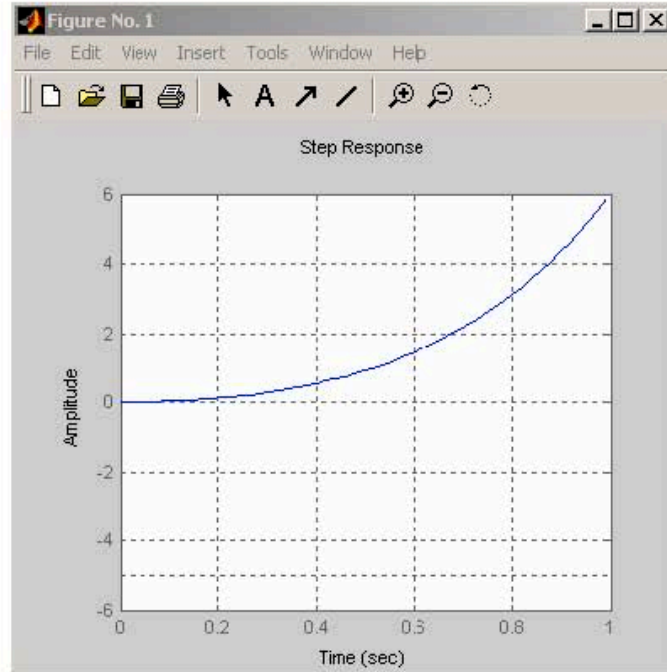 Figure No. 1
File Edit View Insert Tools Window Help
A
Step Response
Amplitude
6
4
2
0
-2
-4
-6
0 0.2 0.4 0.6 0.8 1
Time (sec)